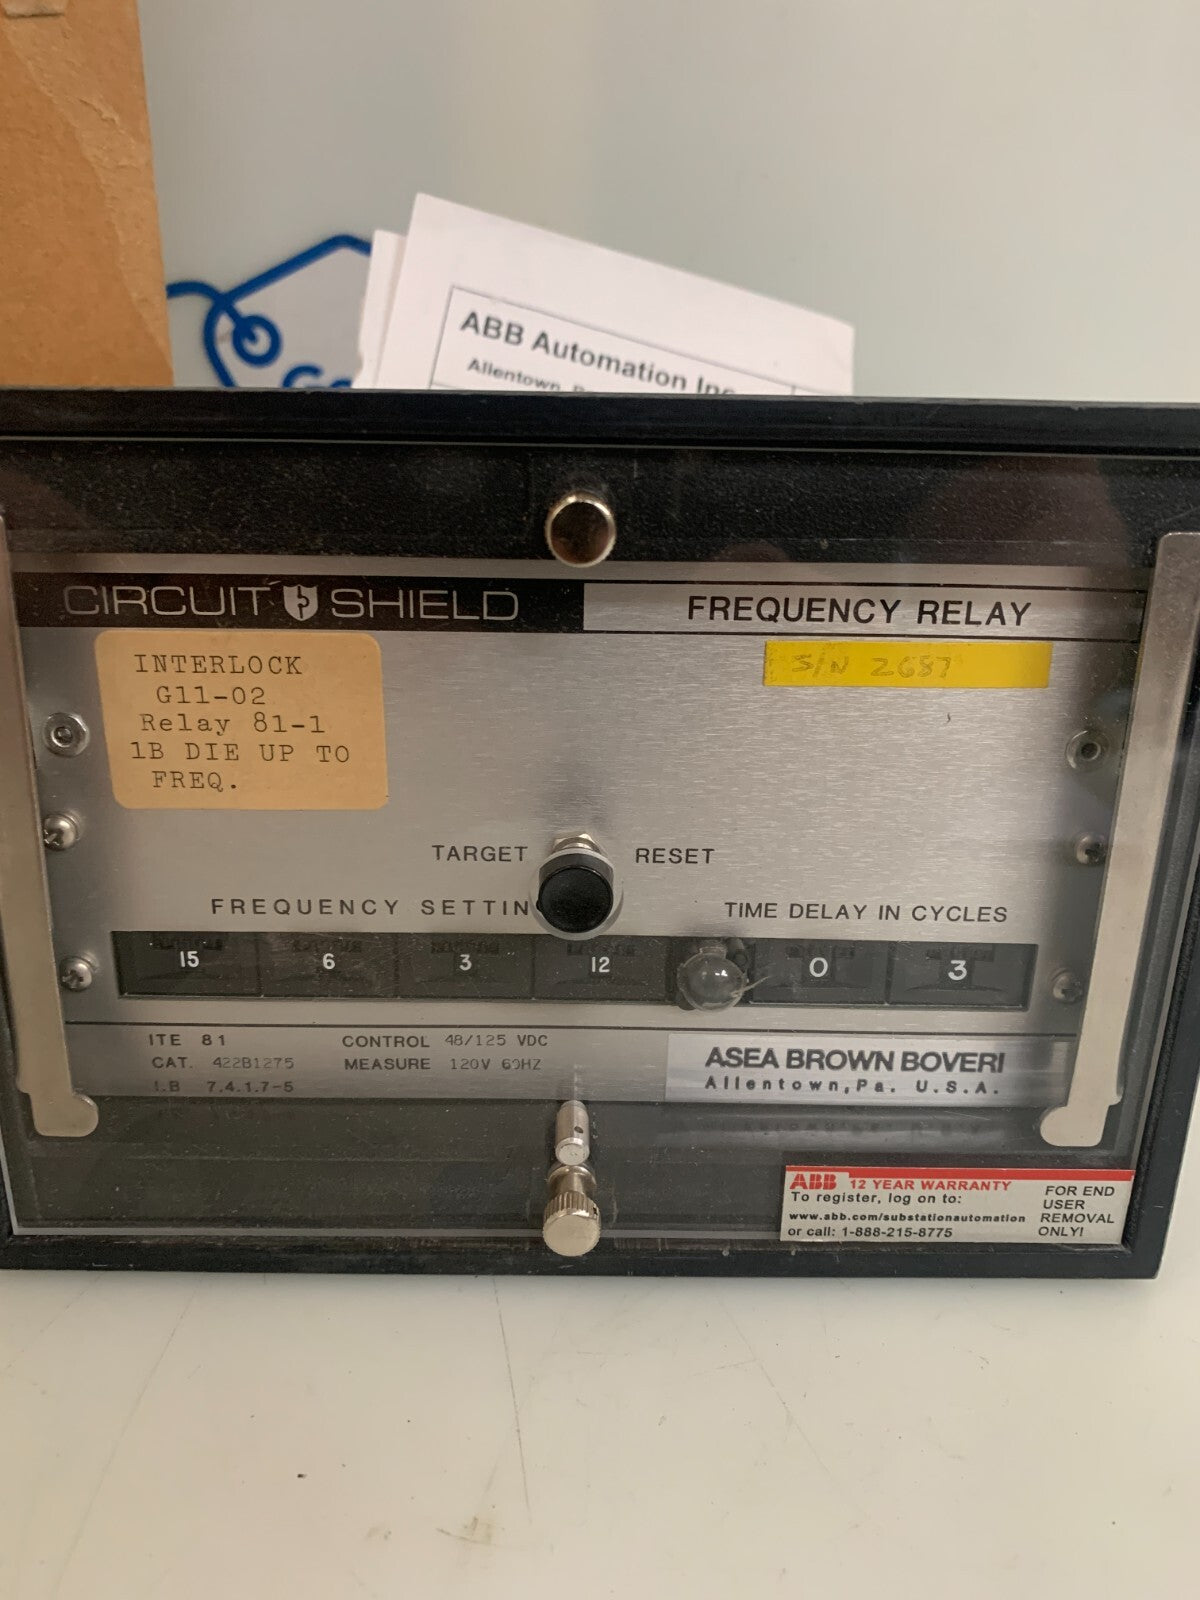 ABB Automation Inc
Allentown
CIRCUIT SHIELD
FREQUENCY RELAY
INTERLOCK
G11-02
Relay 81-1
1B DIE UP TO
FREQ.
S/N 2687
TARGET RESET
FREQUENCY SETTIN
TIME DELAY IN CYCLES
15 6 3 12 0 3
ITE 81
CAT. 422B1275
I.B 7.4.1.7-5
CONTROL 48/125 VDC
MEASURE 120V 60HZ
ASEA BROWN BOVERI
Allentown, Pa. U.S.A.
ABB 12 YEAR WARRANTY
To register, log on to:
www.abb.com/substationautomation
or call: 1-888-215-8775
FOR END
USER
REMOVAL
ONLY!